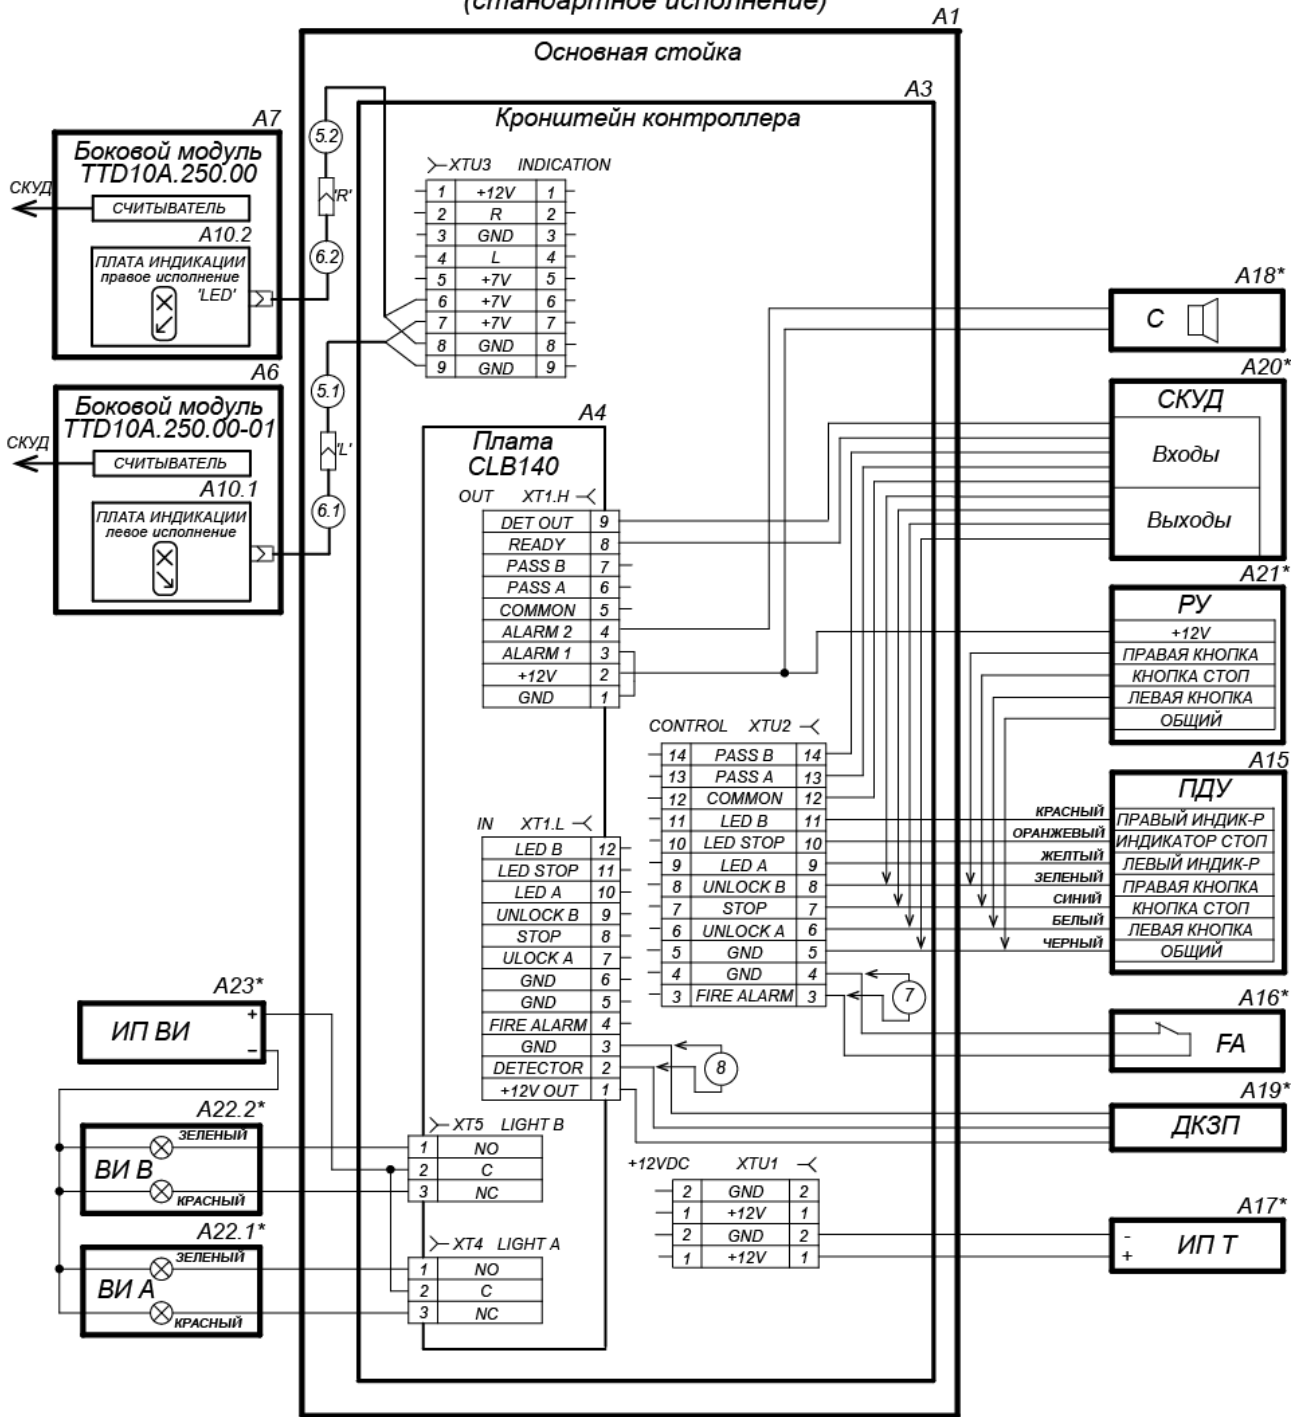 (стандартное исполнение)
A1
Основная стойка
A3
Кронштейн контроллера
A7
Боковой модуль
TTD10A.250.00
СКУД
СЧИТЫВАТЕЛЬ
A10.2
ПЛАТА ИНДИКАЦИИ
правое исполнение
'LED'
5.2
'R'
6.2
A6
Боковой модуль
TTD10A.250.00-01
СКУД
СЧИТЫВАТЕЛЬ
A10.1
ПЛАТА ИНДИКАЦИИ
левое исполнение
5.1
'L'
6.1
XTU3 INDICATION
1 +12V 1
2 R 2
3 GND 3
4 L 4
5 +7V 5
6 +7V 6
7 +7V 7
8 GND 8
9 GND 9
A4
Плата
CLB140
OUT XT1.H
DET OUT 9
READY 8
PASS B 7
PASS A 6
COMMON 5
ALARM 2 4
ALARM 1 3
+12V 2
GND 1
CONTROL XTU2
14 PASS B 14
13 PASS A 13
12 COMMON 12
11 LED B 11
10 LED STOP 10
9 LED A 9
8 UNLOCK B 8
7 STOP 7
6 UNLOCK A 6
5 GND 5
4 GND 4
3 FIRE ALARM 3
7
IN XT1.L
LED B 12
LED STOP 11
LED A 10
UNLOCK B 9
STOP 8
ULOCK A 7
GND 6
GND 5
FIRE ALARM 4
GND 3
DETECTOR 2
+12V OUT 1
8
XT5 LIGHT B
1 NO
2 C
3 NC
XT4 LIGHT A
1 NO
2 C
3 NC
+12VDC XTU1
2 GND 2
1 +12V 1
2 GND 2
1 +12V 1
A23*
ИП ВИ
+
-
A22.2*
ЗЕЛЕНЫЙ
ВИ В
КРАСНЫЙ
A22.1*
ЗЕЛЕНЫЙ
ВИ А
КРАСНЫЙ
A18*
C
A20*
СКУД
Входы
Выходы
A21*
РУ
+12V
ПРАВАЯ КНОПКА
КНОПКА СТОП
ЛЕВАЯ КНОПКА
ОБЩИЙ
A15
ПДУ
КРАСНЫЙ ПРАВЫЙ ИНДИК-Р
ОРАНЖЕВЫЙ ИНДИКАТОР СТОП
ЖЕЛТЫЙ ЛЕВЫЙ ИНДИК-Р
ЗЕЛЕНЫЙ ПРАВАЯ КНОПКА
СИНИЙ КНОПКА СТОП
БЕЛЫЙ ЛЕВАЯ КНОПКА
ЧЕРНЫЙ ОБЩИЙ
A16*
FA
A19*
ДКЗП
A17*
- ИП Т
+